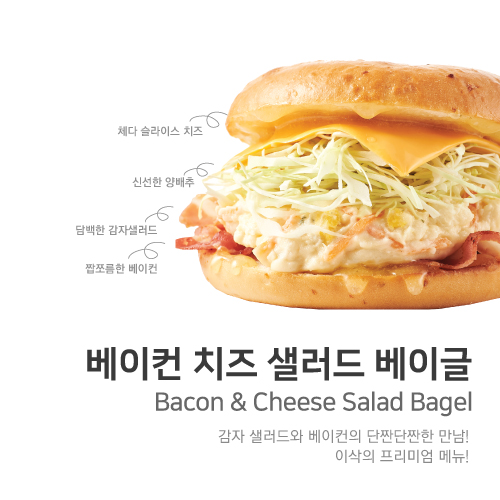 체다 슬라이스 치즈
신선한 양배추
담백한 감자샐러드
짭쪼름한 베이컨
베이컨 치즈 샐러드 베이글
Bacon & Cheese Salad Bagel
감자 샐러드와 베이컨의 단짠단짠한 만남!
이삭의 프리미엄 메뉴!